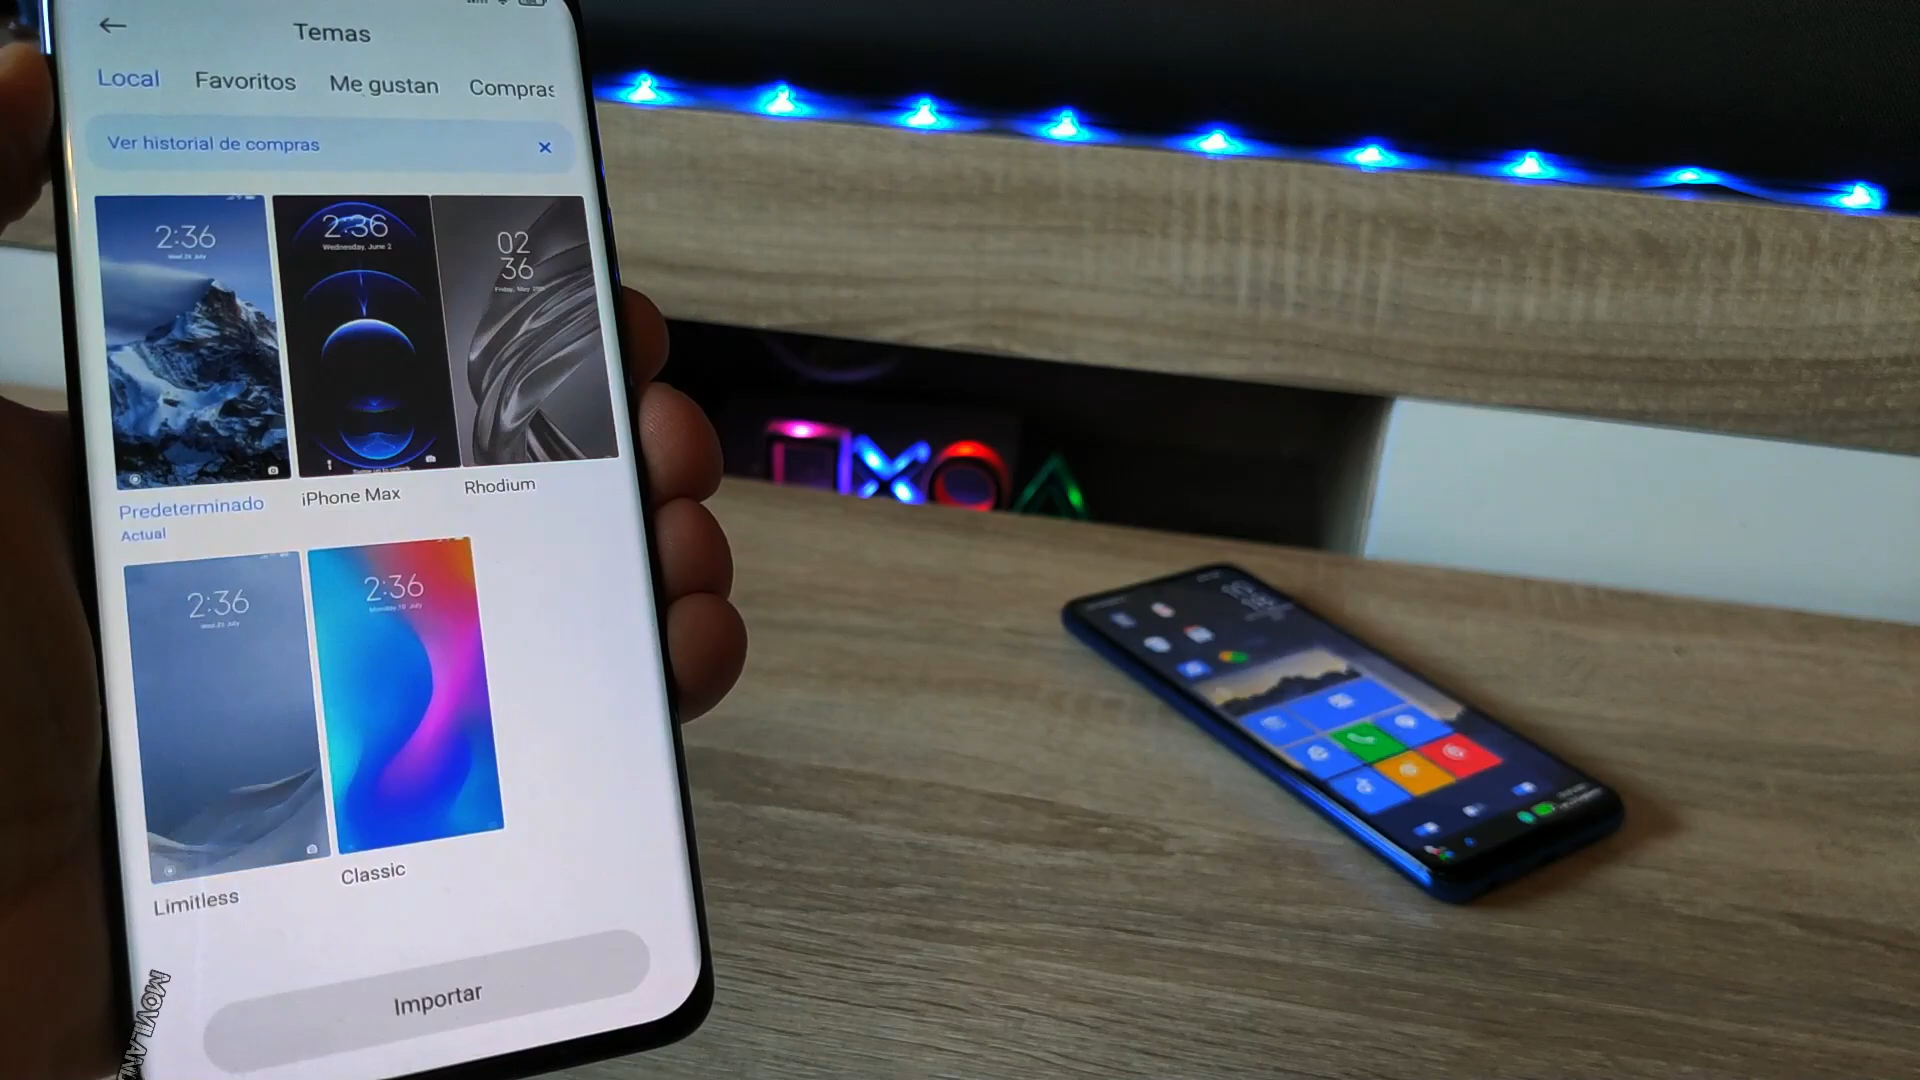 Temas
Local Favoritos Me gustan Compras
Ver historial de compras
2:36
2:36
Wednesday, June 2
02
36
Predeterminado
Actual
iPhone Max
Rhodium
2:36
2:36
Limitless
Classic
Importar